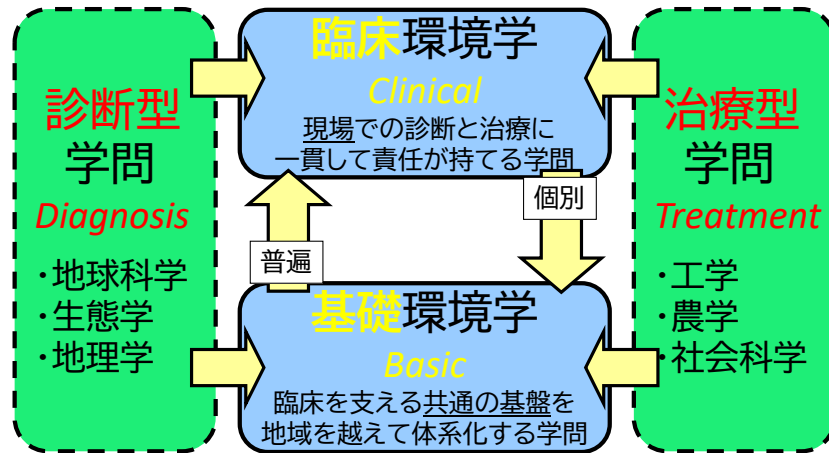 臨床環境学
Clinical
現場での診断と治療に
一貫して責任が持てる学問
診断型
学問
Diagnosis
・地球科学
・生態学
・地理学
治療型
学問
Treatment
・工学
・農学
・社会科学
普遍
個別
基礎環境学
Basic
臨床を支える共通の基盤を
地域を越えて体系化する学問